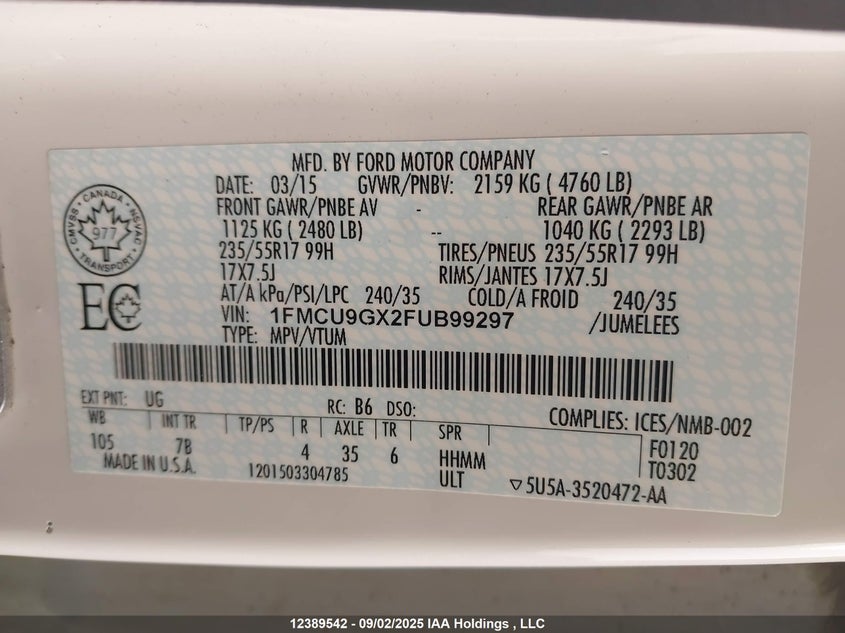 MFD. BY FORD MOTOR COMPANY
DATE: 03/15 GVWR/PNBV: 2159 KG ( 4760 LB)
FRONT GAWR/PNBE AV - REAR GAWR/PNBE AR
1125 KG ( 2480 LB) -- 1040 KG ( 2293 LB)
235/55R17 99H TIRES/PNEUS 235/55R17 99H
17X7.5J RIMS/JANTES 17X7.5J
AT/A kPa/PSI/LPC 240/35 COLD/A FROID 240/35
VIN: 1FMCU9GX2FUB99297 /JUMELEES
TYPE: MPV/VTUM
CMVSS CANADA NSVAC
977
TRANSPORT
EC
EXT PNT: UG RC: B6 DSO: COMPLIES: ICES/NMB-002
WB INT TR TP/PS R AXLE TR SPR F0120
105 7B 4 35 6 HHMM T0302
MADE IN U.S.A. 1201503304785 ULT ▽5U5A-3520472-AA
12389542 - 09/02/2025 IAA Holdings , LLC